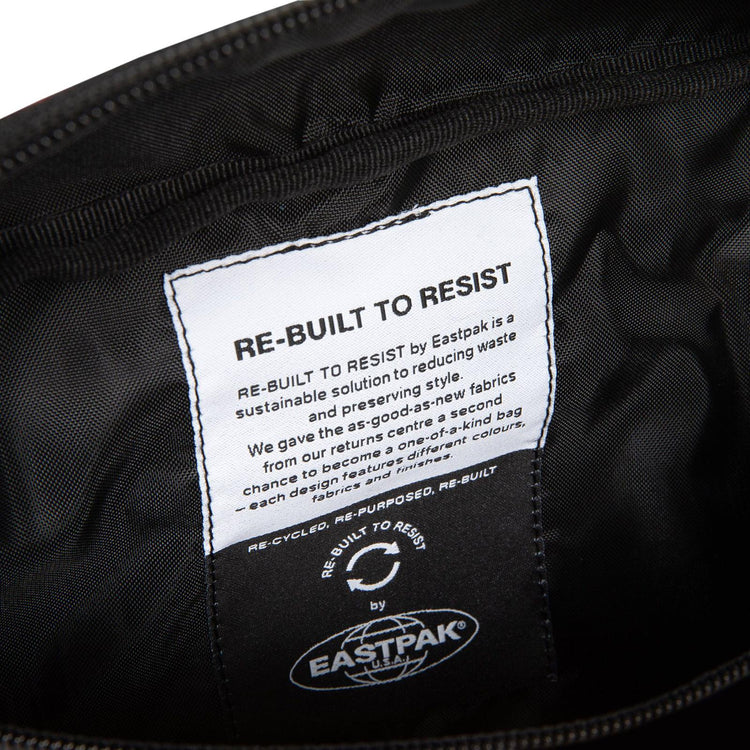 RE-BUILT TO RESIST
RE-BUILT TO RESIST by Eastpak is a
sustainable solution to reducing waste
and preserving style.
We gave the as-good-as-new fabrics
from our returns centre a second
chance to become a one-of-a-kind bag
– each design features different colours,
fabrics and finishes.
RE-CYCLED, RE-PURPOSED, RE-BUILT
RE-BUILT TO RESIST
by
EASTPAK®
U.S.A.